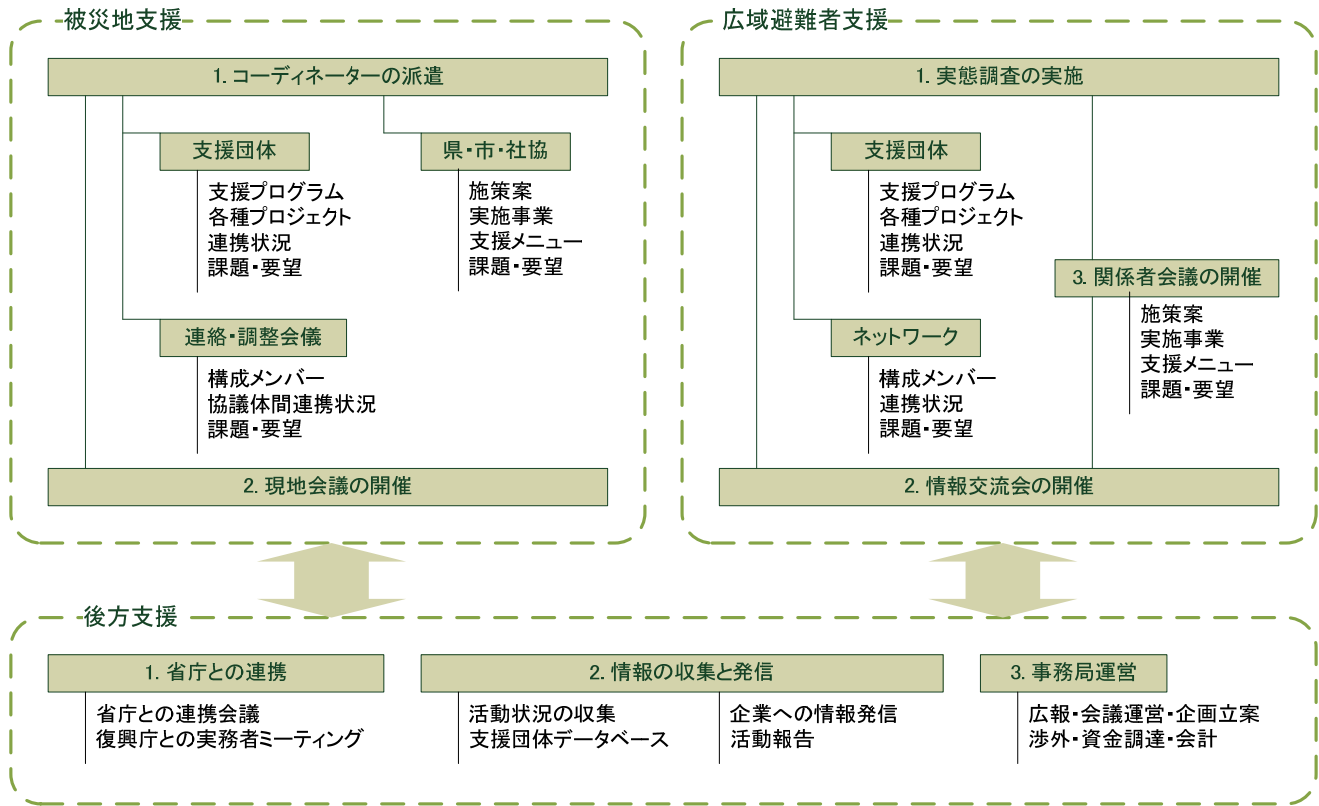 被災地支援
1. コーディネーターの派遣
支援団体
支援プログラム
各種プロジェクト
連携状況
課題・要望
県・市・社協
施策案
実施事業
支援メニュー
課題・要望
連絡・調整会儀
構成メンバー
協議体間連携状況
課題・要望
2. 現地会議の開催
広域避難者支援
1. 実態調査の実施
支援団体
支援プログラム
各種プロジェクト
連携状況
課題・要望
ネットワーク
構成メンバー
連携状況
課題・要望
3. 関係者会議の開催
施策案
実施事業
支援メニュー
課題・要望
2. 情報交流会の開催
後方支援
1. 省庁との連携
省庁との連携会議
復興庁との実務者ミーティング
2. 情報の収集と発信
活動状況の収集
支援団体データベース
企業への情報発信
活動報告
3. 事務局運営
広報・会議運営・企画立案
渉外・資金調達・会計